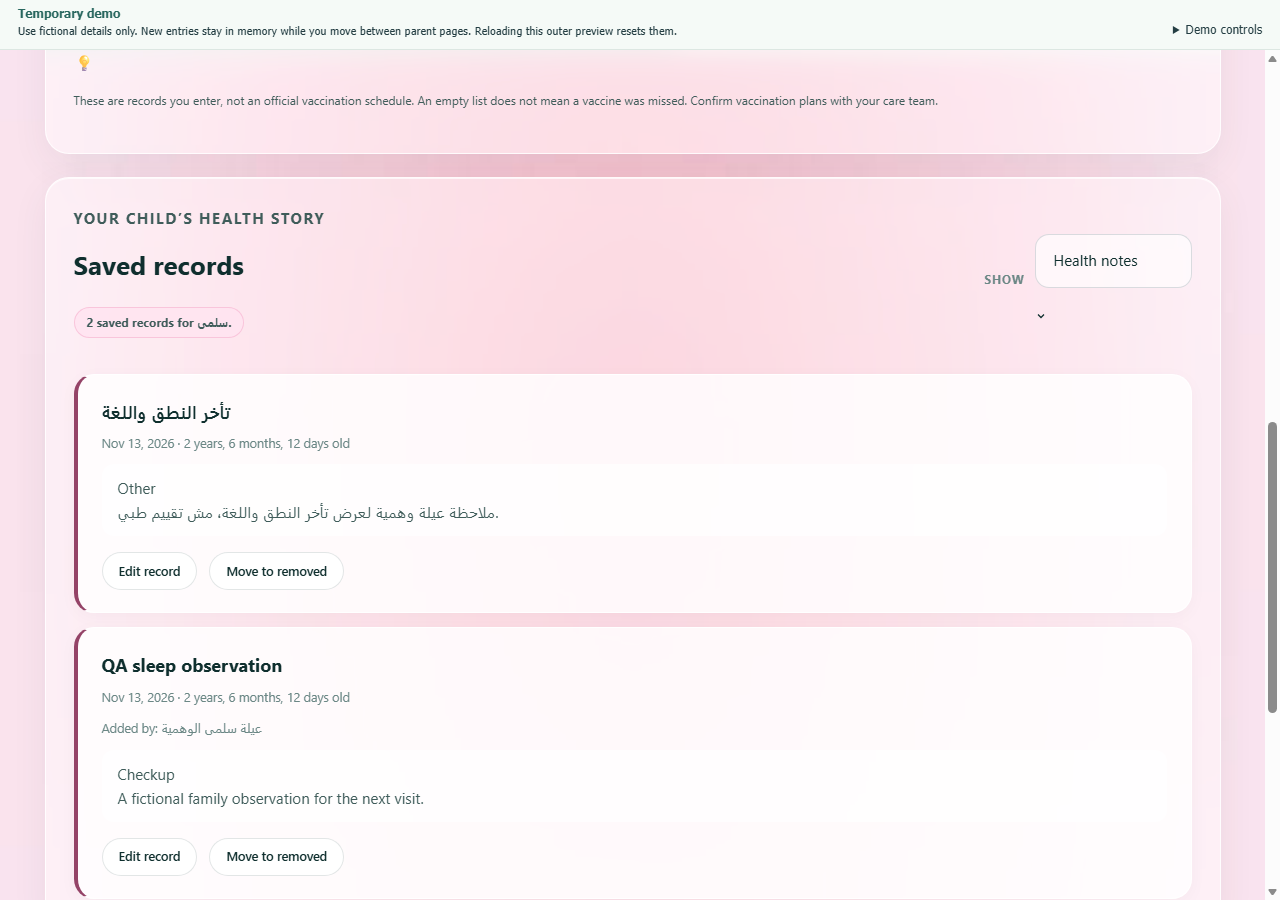 Temporary demo
Use fictional details only. New entries stay in memory while you move between parent pages. Reloading this outer preview resets them.
Demo controls
These are records you enter, not an official vaccination schedule. An empty list does not mean a vaccine was missed. Confirm vaccination plans with your care team.
YOUR CHILD’S HEALTH STORY
Saved records
SHOW
Health notes
2 saved records for سلمى.
تأخر النطق واللغة
Nov 13, 2026 · 2 years, 6 months, 12 days old
Other
ملاحظة عيلة وهمية لعرض تأخر النطق واللغة، مش تقييم طبي.
Edit record
Move to removed
QA sleep observation
Nov 13, 2026 · 2 years, 6 months, 12 days old
Added by: عيلة سلمى الوهمية
Checkup
A fictional family observation for the next visit.
Edit record
Move to removed